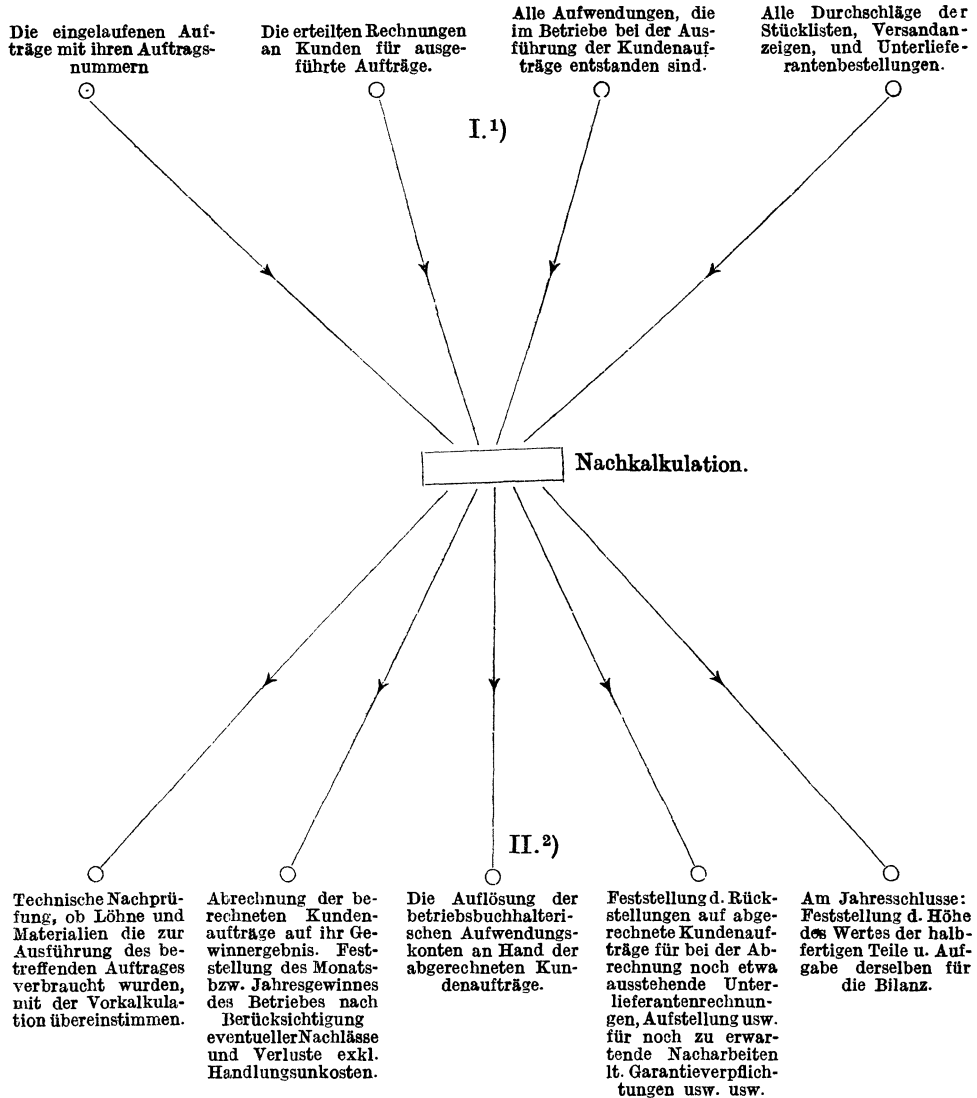 Die eingelaufenen Auf-
träge mit ihren Auftrags-
nummern
Die erteilten Rechnungen
an Kunden für ausge-
führte Aufträge.
Alle Aufwendungen, die
im Betriebe bei der Aus-
führung der Kundenauf-
träge entstanden sind.
Alle Durchschläge der
Stücklisten, Versandan-
zeigen, und Unterliefe-
rantenbestellungen.
I.¹)
Nachkalkulation.
II.²)
Technische Nachprü-
fung, ob Löhne und
Materialien die zur
Ausführung des be-
treffenden Auftrages
verbraucht wurden,
mit der Vorkalkula-
tion übereinstimmen.
Abrechnung der be-
rechneten Kunden-
aufträge auf ihr Ge-
winnergebnis. Fest-
stellung des Monats-
bzw. Jahresgewinnes
des Betriebes nach
Berücksichtigung
eventueller Nachlässe
und Verluste exkl.
Handlungsunkosten.
Die Auflösung der
betriebsbuchhalteri-
schen Aufwendungs-
konten an Hand der
abgerechneten Kun-
denaufträge.
Feststellung d. Rück-
stellungen auf abge-
rechnete Kundenauf-
träge für bei der Ab-
rechnung noch etwa
ausstehende Unter-
lieferantenrechnun-
gen, Aufstellung usw.
für noch zu erwar-
tende Nacharbeiten
lt. Garantieverpflich-
tungen usw. usw.
Am Jahresschlusse:
Feststellung d. Höhe
des Wertes der halb-
fertigen Teile u. Auf-
gabe derselben für
die Bilanz.